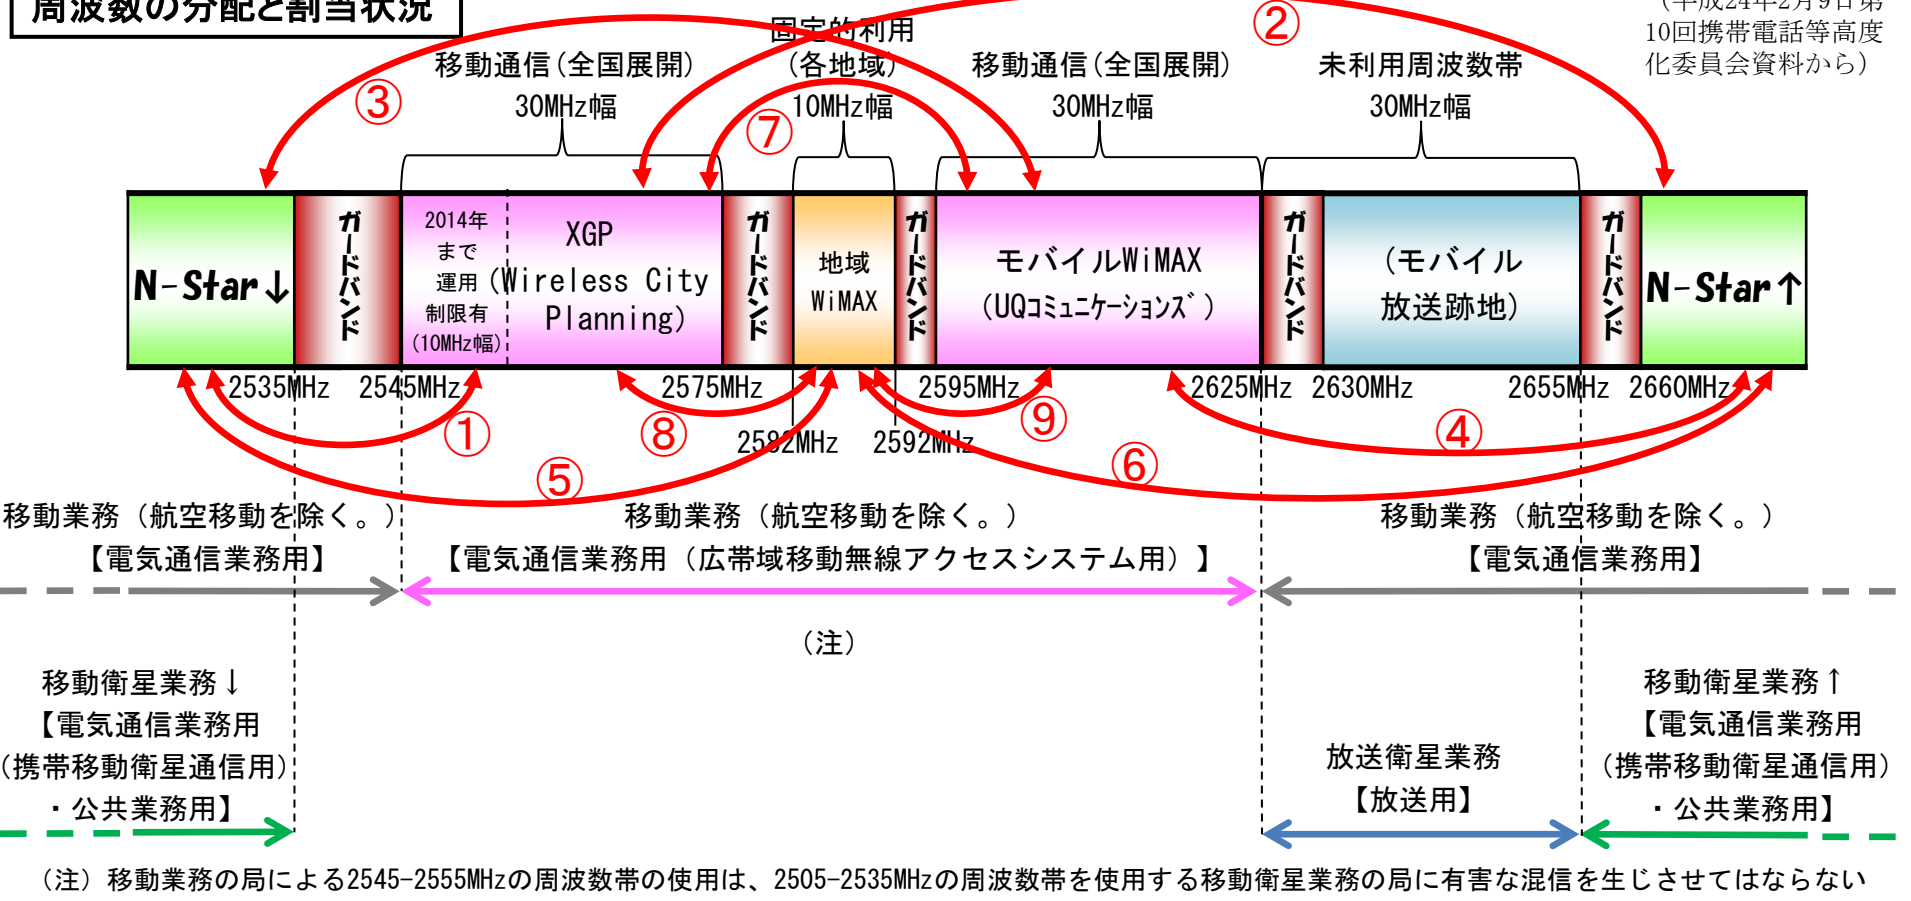 周波数の分配と割当状況
(平成24年2月9日第
10回携帯電話等高度
化委員会資料から)
②
固定的利用
(各地域)
10MHz幅
移動通信(全国展開)
30MHz幅
移動通信(全国展開)
30MHz幅
未利用周波数帯
30MHz幅
③
⑦
N-Star↓
ガードバンド
2014年
まで
運用
制限有
(10MHz幅)
XGP
(Wireless City
Planning)
ガードバンド
地域
WiMAX
ガードバンド
モバイルWiMAX
(UQコミュニケーションズ)
ガードバンド
(モバイル
放送跡地)
ガードバンド
N-Star↑
2535MHz 2545MHz 2575MHz 2595MHz 2625MHz 2630MHz 2655MHz 2660MHz
2582MHz 2592MHz
① ⑧ ⑨ ④
⑤ ⑥
移動業務(航空移動を除く。)
【電気通信業務用】
移動業務(航空移動を除く。)
【電気通信業務用(広帯域移動無線アクセスシステム用)】
移動業務(航空移動を除く。)
【電気通信業務用】
(注)
移動衛星業務↓
【電気通信業務用
(携帯移動衛星通信用)
・公共業務用】
放送衛星業務
【放送用】
移動衛星業務↑
【電気通信業務用
(携帯移動衛星通信用)
・公共業務用】
(注)移動業務の局による2545-2555MHzの周波数帯の使用は、2505-2535MHzの周波数帯を使用する移動衛星業務の局に有害な混信を生じさせてはならない